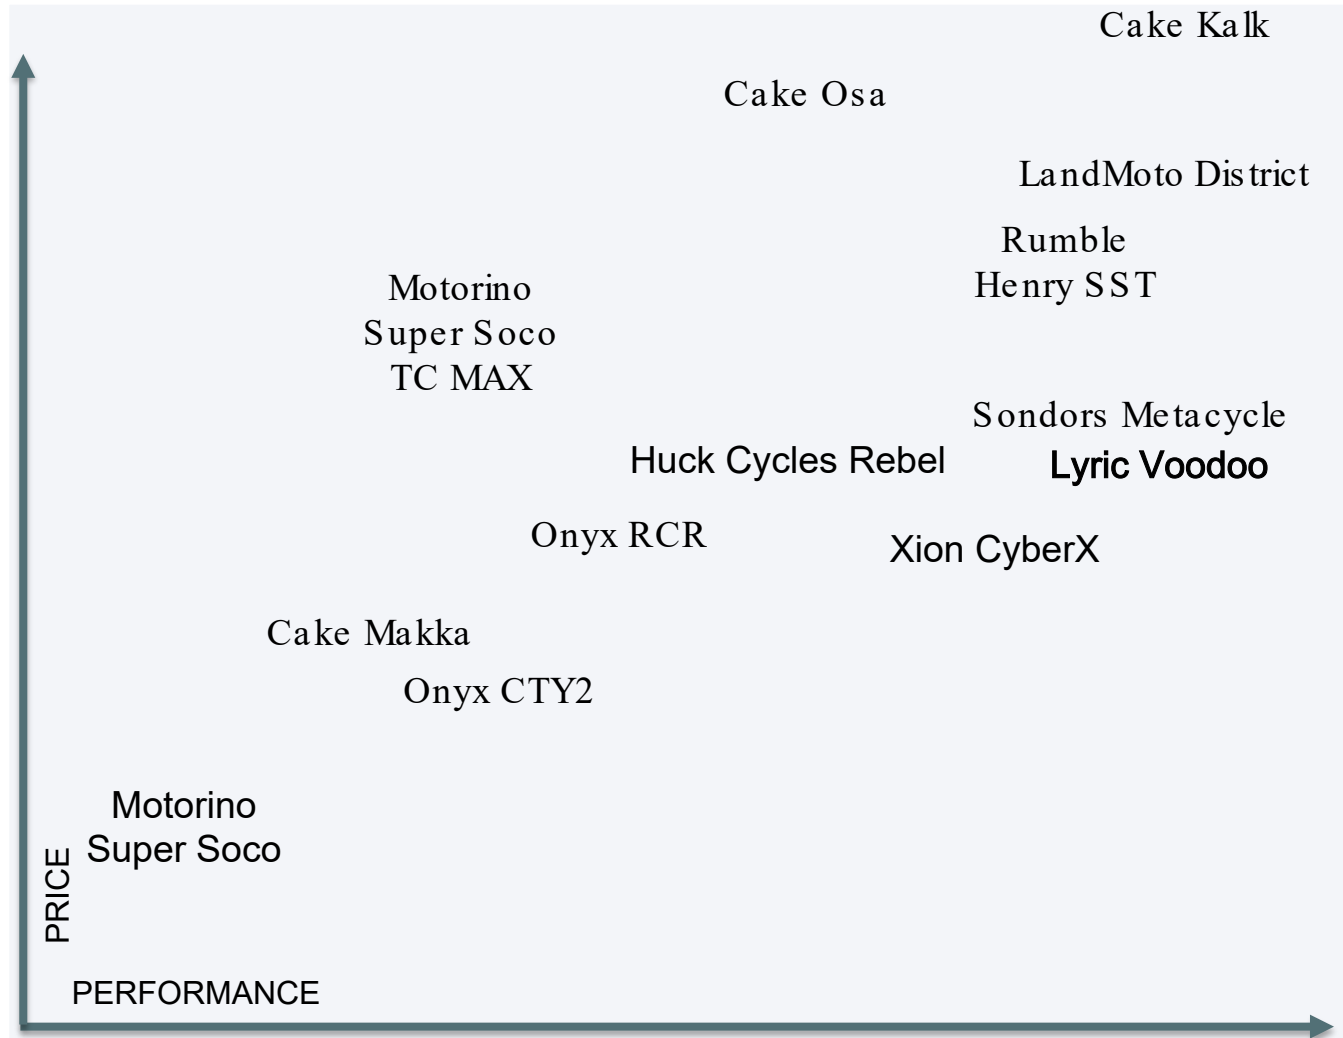 Cake Kalk
Cake Osa
LandMoto District
Rumble
Henry SST
Motorino
Super Soco
TC MAX
Sondors Metacycle
Huck Cycles Rebel
Lyric Voodoo
Onyx RCR
Xion CyberX
Cake Makka
Onyx CTY2
Motorino
Super Soco
PRICE
PERFORMANCE